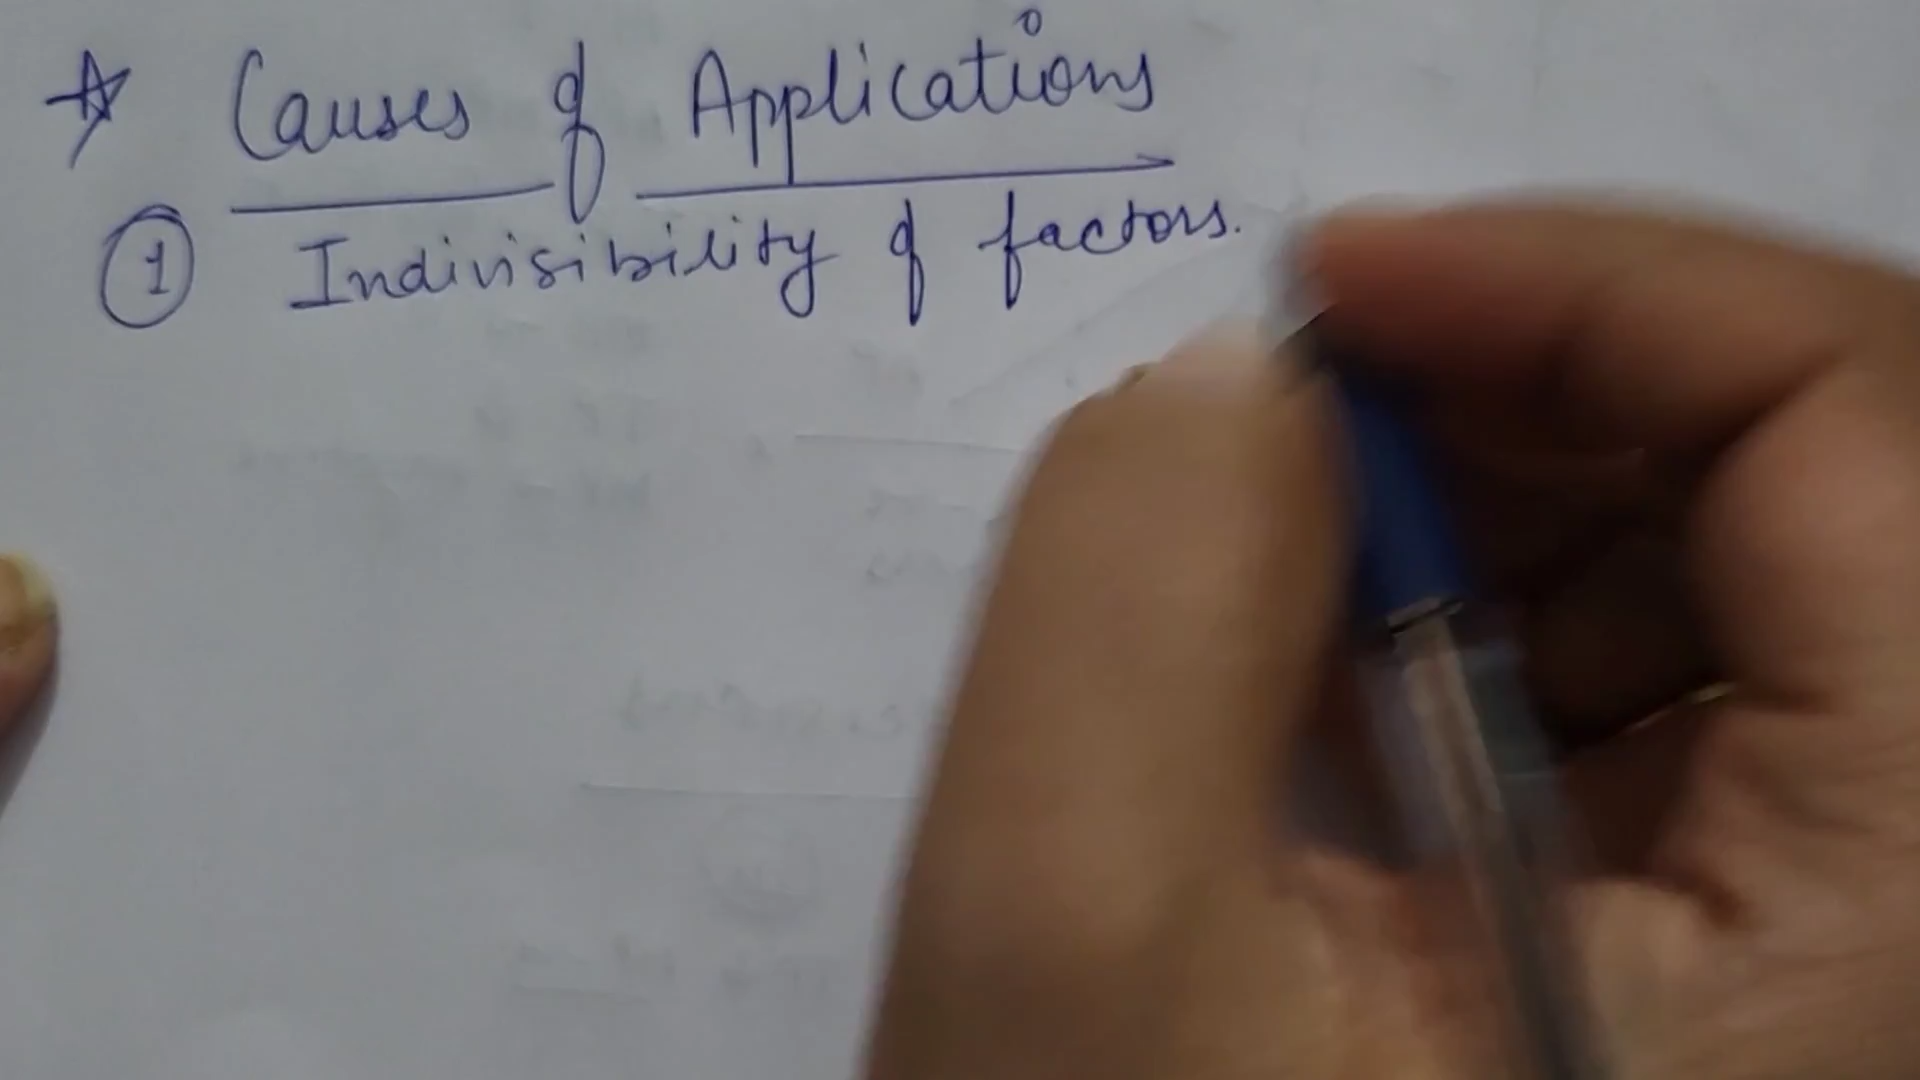 ☆ Causes of Applications
① Indivisibility of factors.